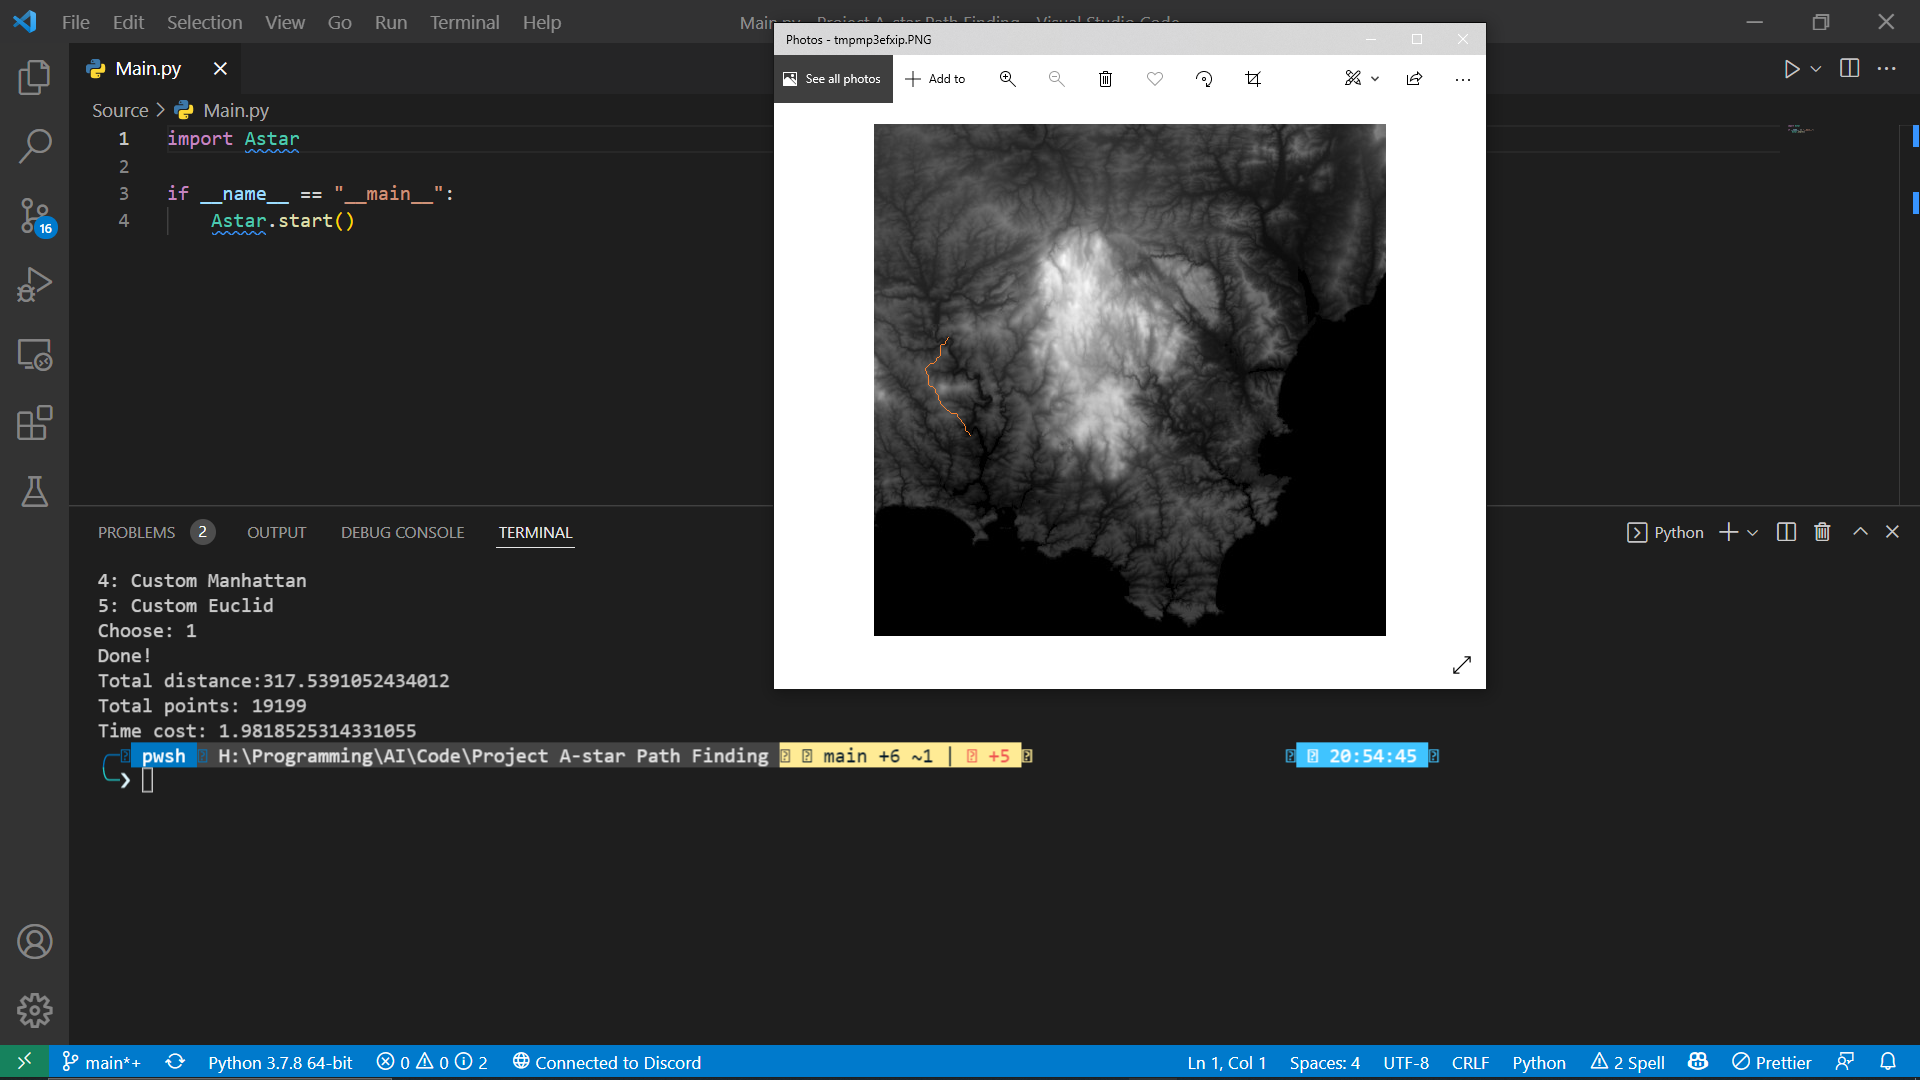 File Edit Selection View Go Run Terminal Help
Main.py - Project A-star Path Finding - Visual Studio Code
Main.py
Source > Main.py
1 import Astar
2
3 if __name__ == "__main__":
4 Astar.start()
16
Photos - tmpmp3efxip.PNG
See all photos Add to
PROBLEMS 2 OUTPUT DEBUG CONSOLE TERMINAL
Python
4: Custom Manhattan
5: Custom Euclid
Choose: 1
Done!
Total distance:317.5391052434012
Total points: 19199
Time cost: 1.9818525314331055
pwsh H:\Programming\AI\Code\Project A-star Path Finding main +6 ~1 | +5 20:54:45
❯
main*+ Python 3.7.8 64-bit 0 0 2 Connected to Discord Ln 1, Col 1 Spaces: 4 UTF-8 CRLF Python 2 Spell Prettier